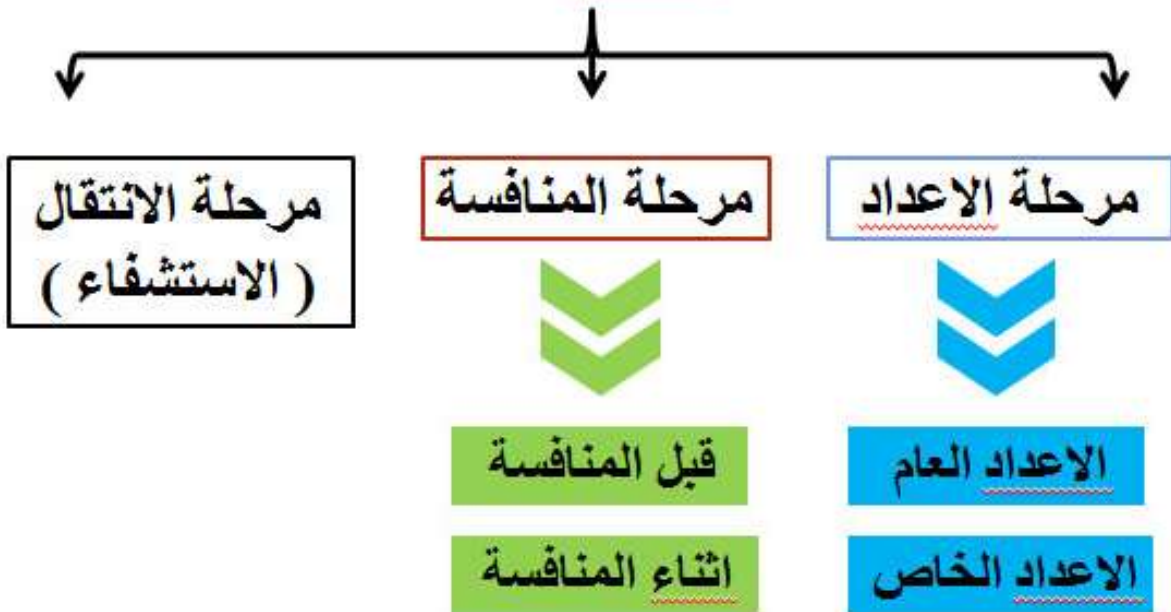 مرحلة الاعداد
مرحلة المنافسة
مرحلة الانتقال
( الاستشفاء )
الاعداد العام
الاعداد الخاص
قبل المنافسة
اثناء المنافسة